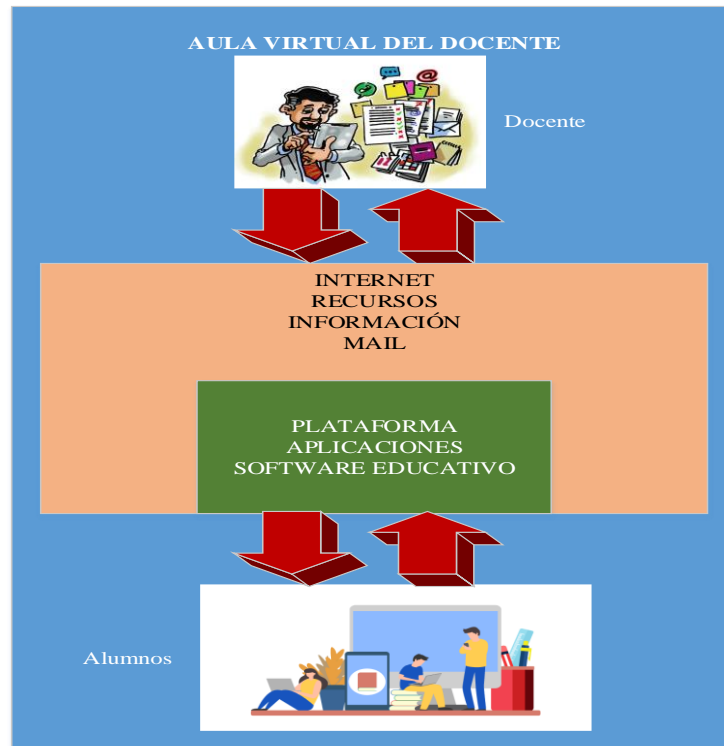 AULA VIRTUAL DEL DOCENTE
Docente
INTERNET
RECURSOS
INFORMACIÓN
MAIL
PLATAFORMA
APLICACIONES
SOFTWARE EDUCATIVO
Alumnos